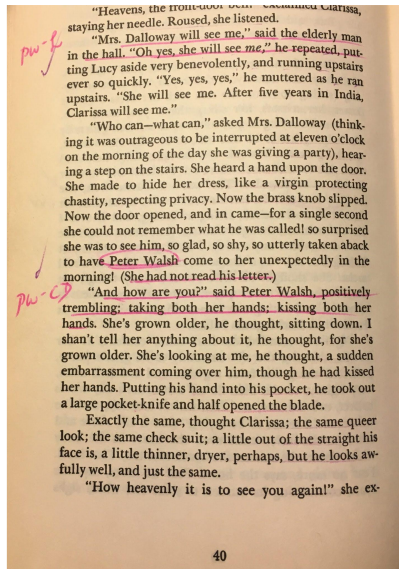 "Heavens, the front-door bell!" exclaimed Clarissa,
staying her needle. Roused, she listened.
pw-L
"Mrs. Dalloway will see me," said the elderly man
in the hall. "Oh yes, she will see me," he repeated, put-
ting Lucy aside very benevolently, and running upstairs
ever so quickly. "Yes, yes, yes," he muttered as he ran
upstairs. "She will see me. After five years in India,
Clarissa will see me."
"Who can—what can," asked Mrs. Dalloway (think-
ing it was outrageous to be interrupted at eleven o'clock
on the morning of the day she was giving a party), hear-
ing a step on the stairs. She heard a hand upon the door.
She made to hide her dress, like a virgin protecting
chastity, respecting privacy. Now the brass knob slipped.
Now the door opened, and in came—for a single second
she could not remember what he was called! so surprised
she was to see him, so glad, so shy, so utterly taken aback
to have Peter Walsh come to her unexpectedly in the
morning! (She had not read his letter.)
pw-CD
"And how are you?" said Peter Walsh, positively
trembling; taking both her hands; kissing both her
hands. She's grown older, he thought, sitting down. I
shan't tell her anything about it, he thought, for she's
grown older. She's looking at me, he thought, a sudden
embarrassment coming over him, though he had kissed
her hands. Putting his hand into his pocket, he took out
a large pocket-knife and half opened the blade.
Exactly the same, thought Clarissa; the same queer
look; the same check suit; a little out of the straight his
face is, a little thinner, dryer, perhaps, but he looks aw-
fully well, and just the same.
"How heavenly it is to see you again!" she ex-
40